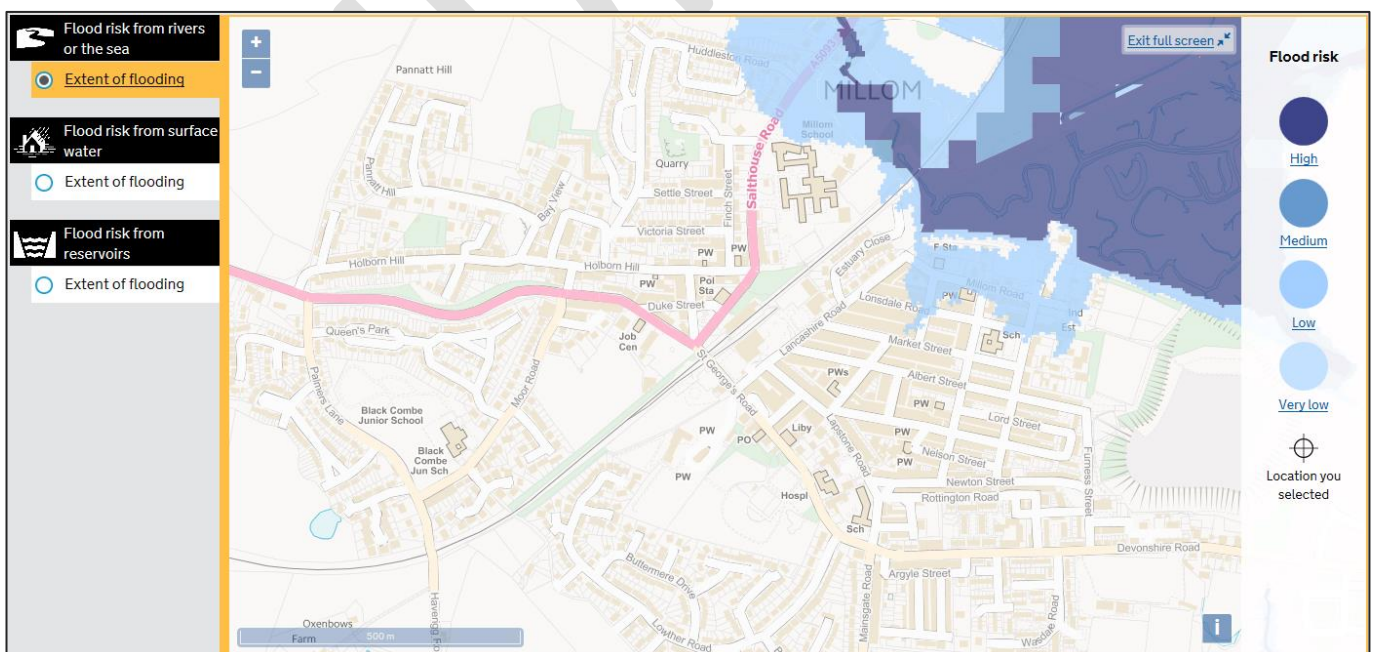 Flood risk from rivers
or the sea
Extent of flooding
Flood risk from surface
water
Extent of flooding
Flood risk from
reservoirs
Extent of flooding
+
−
Exit full screen
Pannatt Hill
Huddleston Road
A5093
MILLOM
Millom
School
Salthouse Road
Quarry
Settle Street
Finch Street
Pannatt Hill
Bay View
Victoria Street
PW
PW
Holborn Hill
Holborn Hill
PW
Pol
Sta
Duke Street
Estuary Close
F Sta
Millom Road
PW
Ind
Est
Lonsdale Road
Lancashire Road
Sch
Market Street
Queen's Park
Job
Cen
St George's Road
Albert Street
PWs
PW
Lord Street
Palmers Lane
Moor Road
Black Combe
Junior School
Black
Combe
Jun Sch
PW
PO
Liby
Lapstone Road
PW
Nelson Street
Furness Street
PW
Newton Street
Hospl
Rottington Road
Sch
Devonshire Road
Buttermere Drive
Argyle Street
Mainsgate Road
Oxenbows
Farm
500 m
Lowther Road
Wasdale Road
i
Flood risk
High
Medium
Low
Very low
Location you
selected